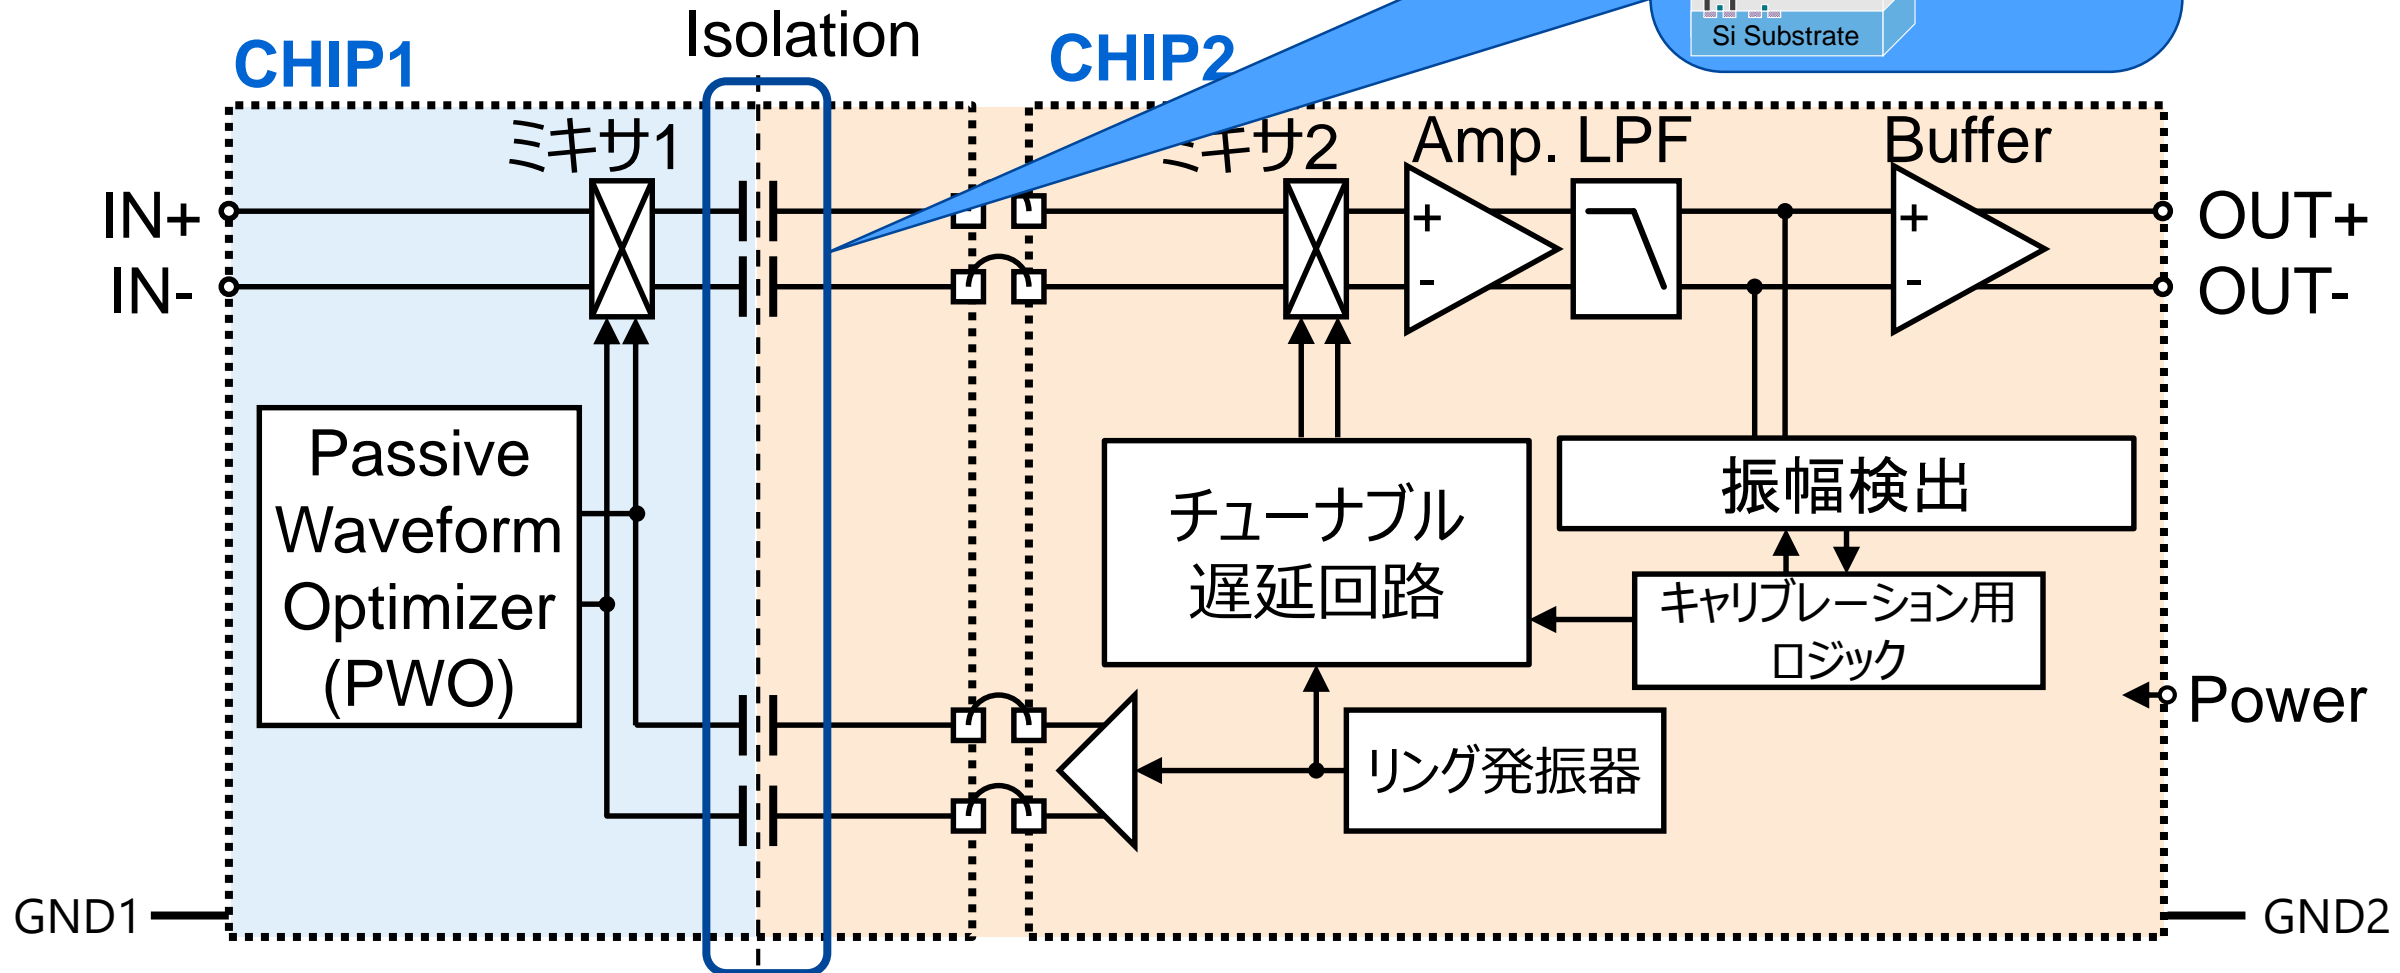 Isolation
Si Substrate
CHIP1
CHIP2
ミキサ1
ミキサ2
Amp.
LPF
Buffer
IN+
IN-
+
-
+
-
OUT+
OUT-
Passive
Waveform
Optimizer
(PWO)
チューナブル
遅延回路
振幅検出
キャリブレーション用
ロジック
リング発振器
Power
GND1
GND2